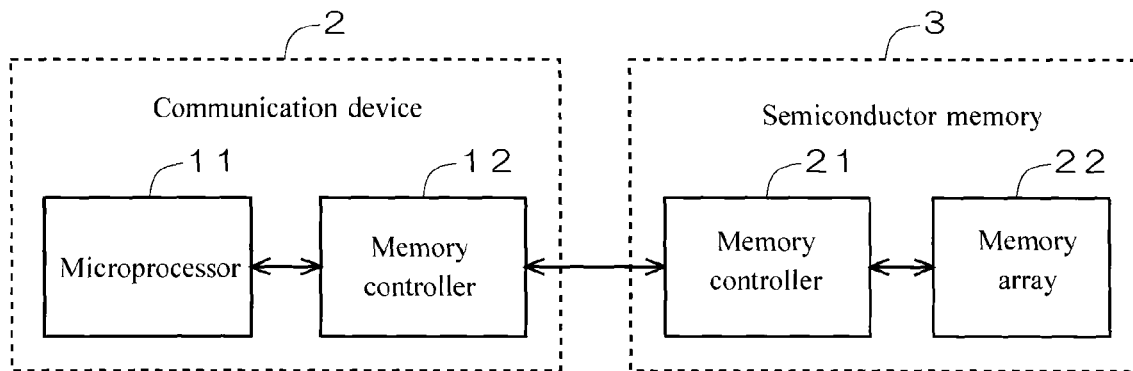 2
3
Communication device
Semiconductor memory
11
12
21
22
Microprocessor
Memory
controller
Memory
controller
Memory
array